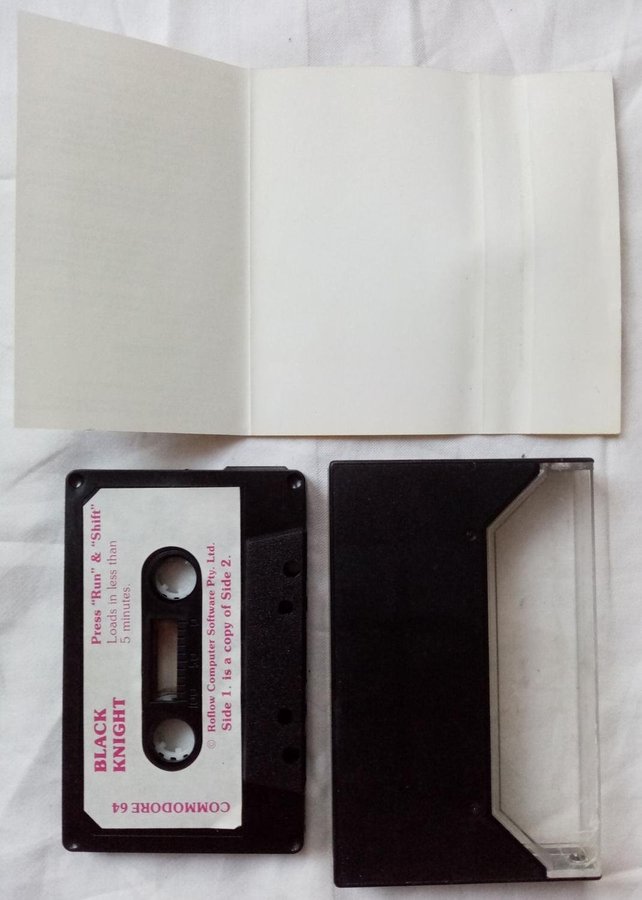 BLACK
KNIGHT
Press "Run" & "Shift"
Loads in less than
5 minutes.
© Roflow Computer Software Pty. Ltd.
Side 1. is a copy of Side 2.
COMMODORE 64